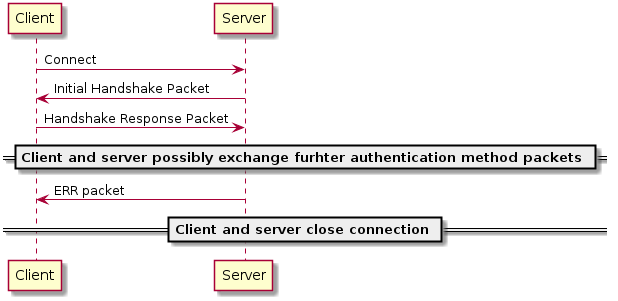 Client Server
Connect
Initial Handshake Packet
Handshake Response Packet
Client and server possibly exchange furhter authentication method packets
ERR packet
Client and server close connection
Client Server